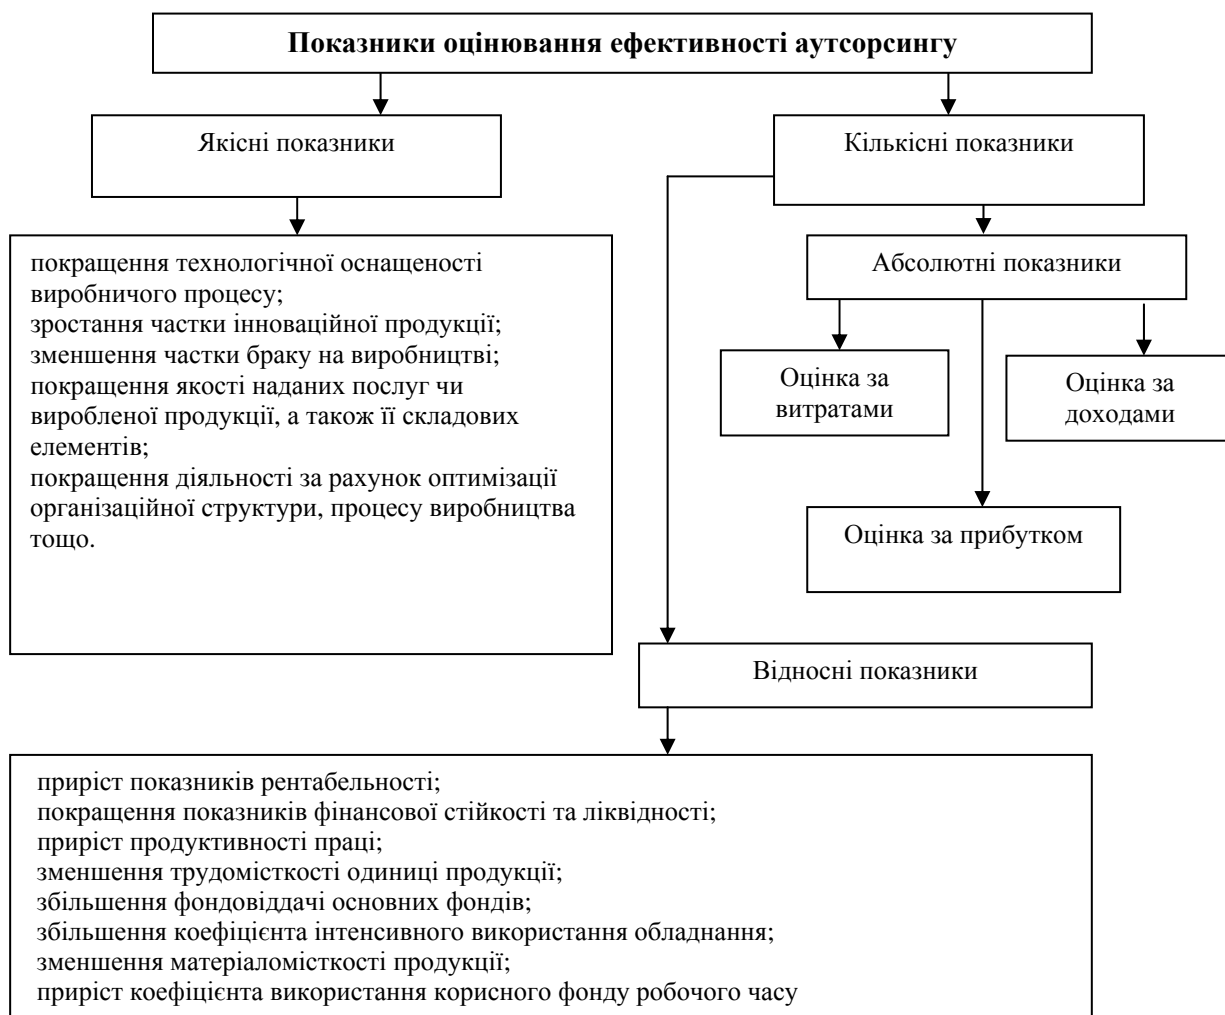 Показники оцінювання ефективності аутсорсингу
Якісні показники
Кількісні показники
покращення технологічної оснащеності
виробничого процесу;
зростання частки інноваційної продукції;
зменшення частки браку на виробництві;
покращення якості наданих послуг чи
виробленої продукції, а також її складових
елементів;
покращення діяльності за рахунок оптимізації
організаційної структури, процесу виробництва
тощо.
Абсолютні показники
Оцінка за
витратами
Оцінка за
доходами
Оцінка за прибутком
Відносні показники
приріст показників рентабельності;
покращення показників фінансової стійкості та ліквідності;
приріст продуктивності праці;
зменшення трудомісткості одиниці продукції;
збільшення фондовіддачі основних фондів;
збільшення коефіцієнта інтенсивного використання обладнання;
зменшення матеріаломісткості продукції;
приріст коефіцієнта використання корисного фонду робочого часу